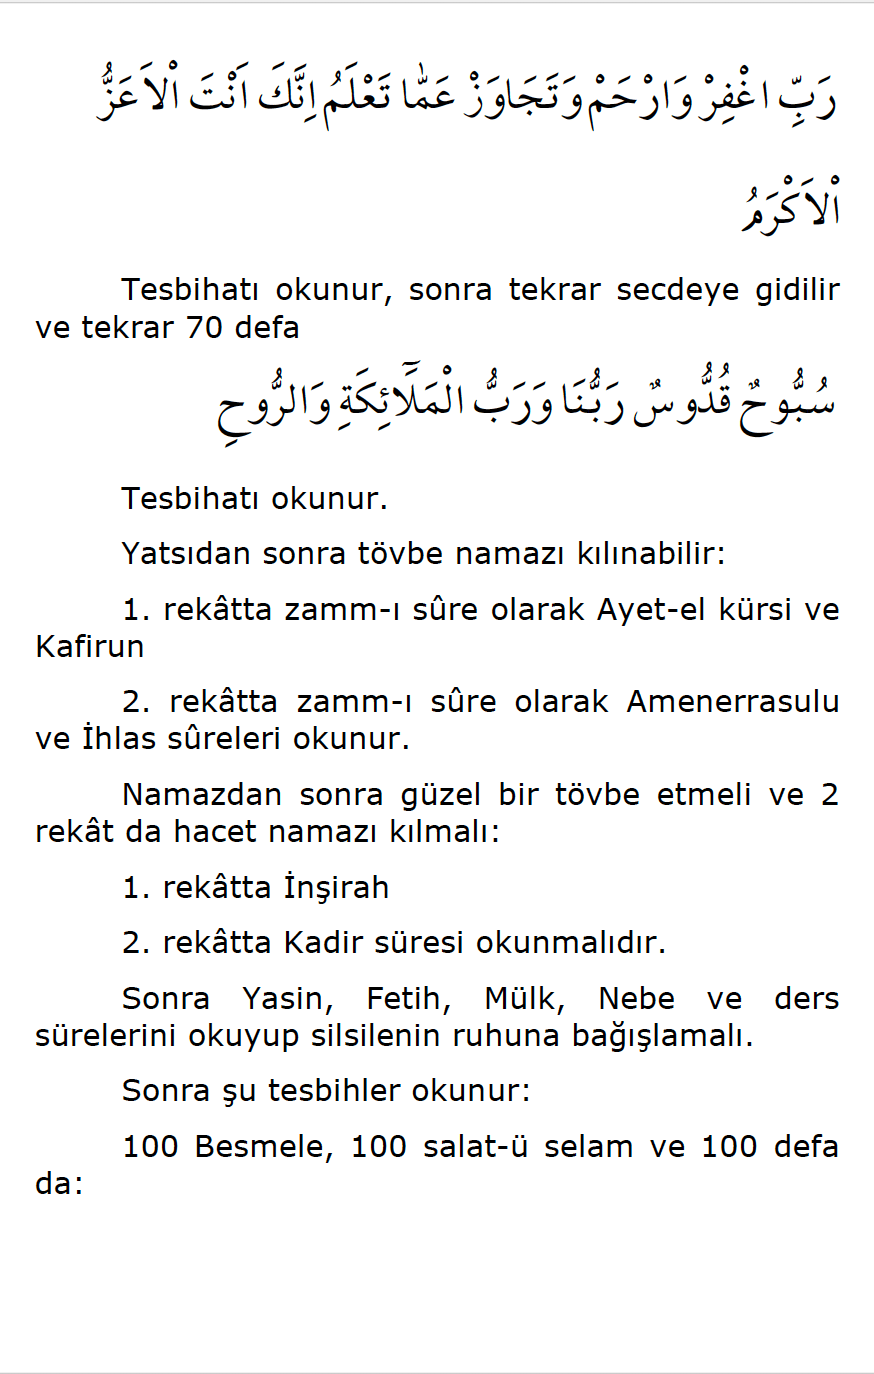 رَبِّ اغْفِرْ وَارْحَمْ وَتَجَاوَزْ عَمَّا تَعْلَمُ اِنَّكَ اَنْتَ اْلاَعَزُّ
اْلاَكْرَمُ
Tesbihatı okunur, sonra tekrar secdeye gidilir
ve tekrar 70 defa
سُبُّوحٌ قُدُّوسٌ رَبُّنَا وَرَبُّ الْمَلَٓائِكَةِ وَالرُّوحِ
Tesbihatı okunur.
Yatsıdan sonra tövbe namazı kılınabilir:
1. rekâtta zamm-ı sûre olarak Ayet-el kürsi ve
Kafirun
2. rekâtta zamm-ı sûre olarak Amenerrasulu
ve İhlas sûreleri okunur.
Namazdan sonra güzel bir tövbe etmeli ve 2
rekât da hacet namazı kılmalı:
1. rekâtta İnşirah
2. rekâtta Kadir süresi okunmalıdır.
Sonra Yasin, Fetih, Mülk, Nebe ve ders
sürelerini okuyup silsilenin ruhuna bağışlamalı.
Sonra şu tesbihler okunur:
100 Besmele, 100 salat-ü selam ve 100 defa
da: